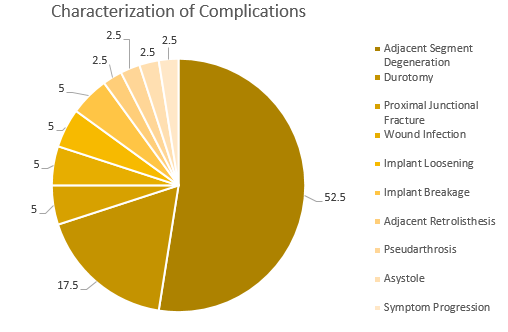 Characterization of Complications
2.5
2.5
2.5
2.5
5
5
5
5
17.5
52.5
Adjacent Segment
Degeneration
Durotomy
Proximal Junctional
Fracture
Wound Infection
Implant Loosening
Implant Breakage
Adjacent Retrolisthesis
Pseudarthrosis
Asystole
Symptom Progression